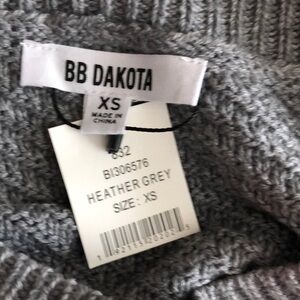 BB DAKOTA
XS
MADE IN
CHINA
832
BI306576
HEATHER GREY
SIZE: XS